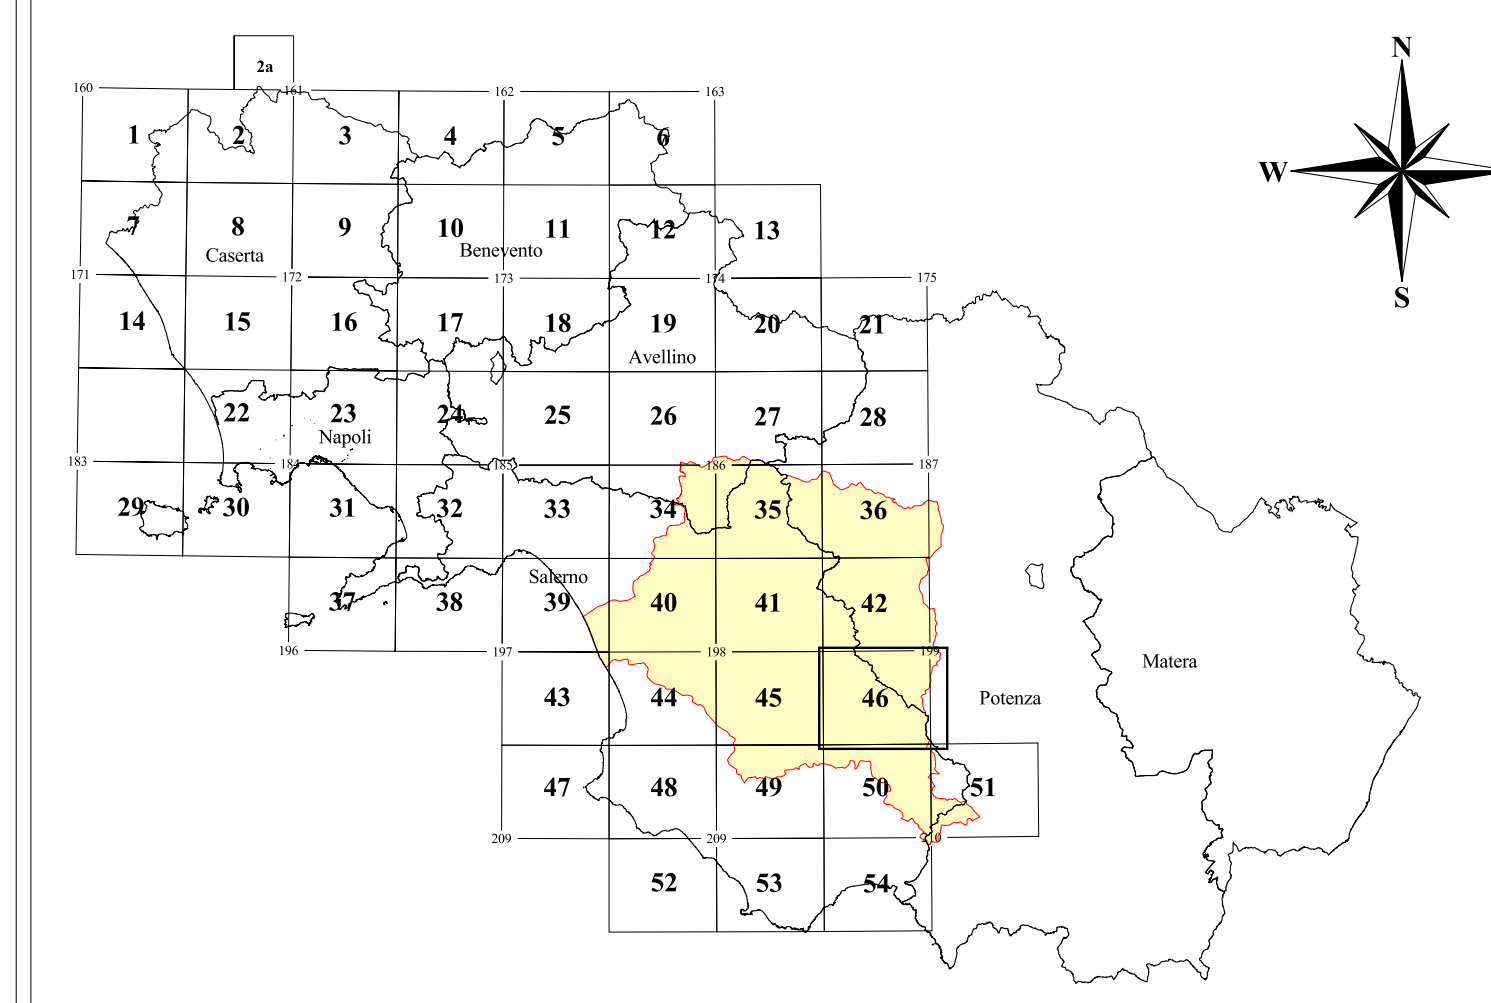 N
2a
160 161 162 163
1 2 3 4 5 6
W
7 8 9 10 11 12 13
Caserta Benevento
171 172 173 174 175
S
14 15 16 17 18 19 20 21
Avellino
22 23 24 25 26 27 28
Napoli
183 184 185 186 187
29 30 31 32 33 34 35 36
Salerno
37 38 39 40 41 42
196 197 198 199
Matera
43 44 45 46 Potenza
47 48 49 50 51
209 209
52 53 54